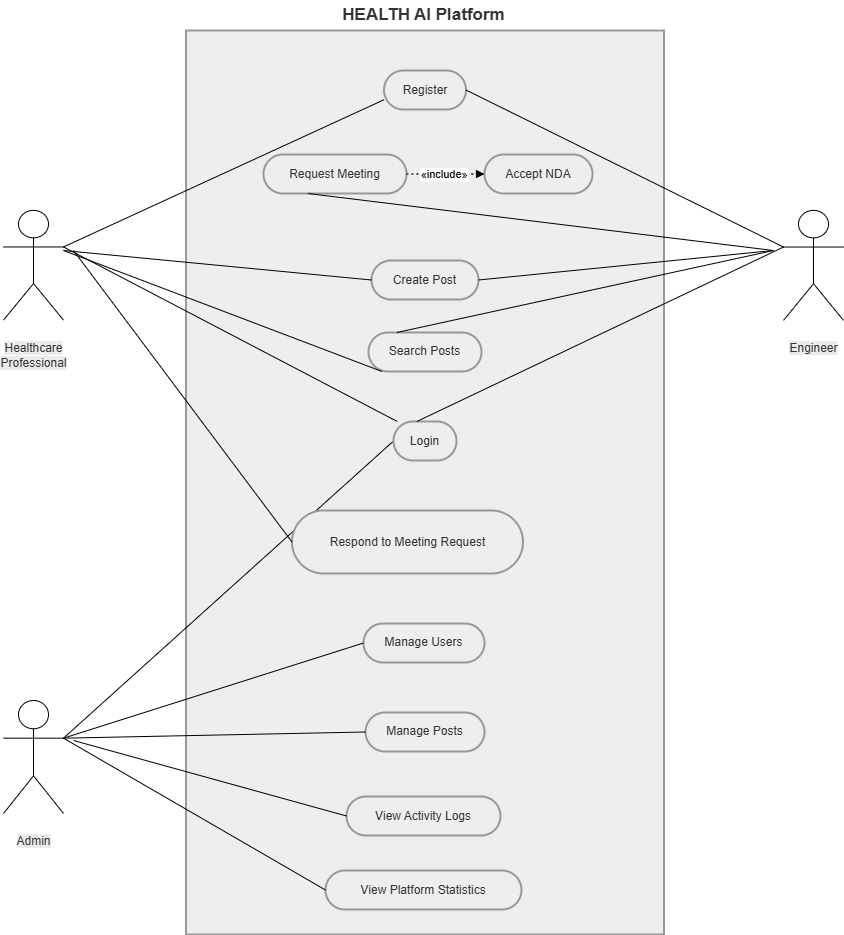 HEALTH AI Platform
Register
Request Meeting
«include»
Accept NDA
Create Post
Healthcare
Professional
Engineer
Search Posts
Login
Respond to Meeting Request
Manage Users
Manage Posts
View Activity Logs
Admin
View Platform Statistics